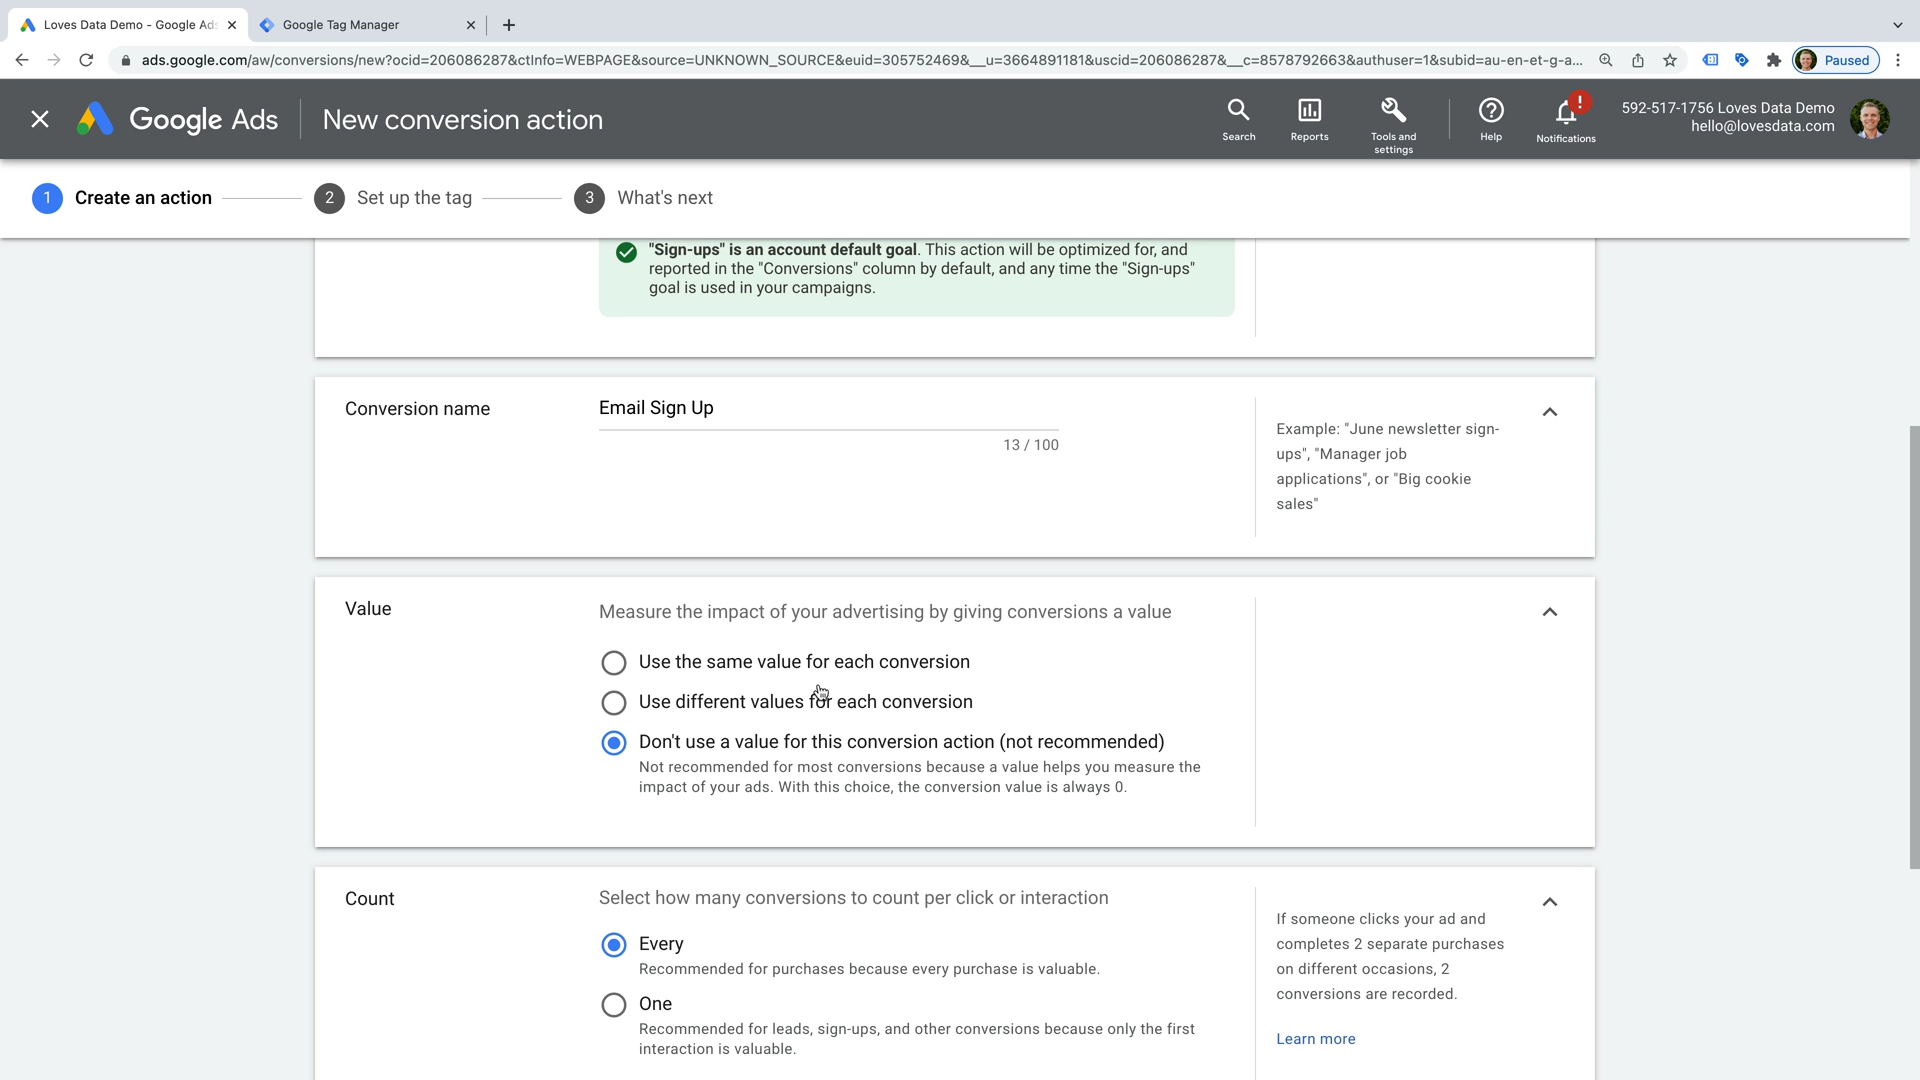 Loves Data Demo - Google Ads
Google Tag Manager
ads.google.com/aw/conversions/new?ocid=206086287&ctInfo=WEBPAGE&source=UNKNOWN_SOURCE&euid=305752469&__u=3664891181&uscid=206086287&__c=8578792663&authuser=1&subid=au-en-et-g-a...
Paused
Google Ads
New conversion action
Search
Reports
Tools and
settings
Help
!
Notifications
592-517-1756 Loves Data Demo
hello@lovesdata.com
1 Create an action
2 Set up the tag
3 What's next
"Sign-ups" is an account default goal. This action will be optimized for, and
reported in the "Conversions" column by default, and any time the "Sign-ups"
goal is used in your campaigns.
Conversion name
Email Sign Up
13 / 100
Example: "June newsletter sign-
ups", "Manager job
applications", or "Big cookie
sales"
Value
Measure the impact of your advertising by giving conversions a value
Use the same value for each conversion
Use different values for each conversion
Don't use a value for this conversion action (not recommended)
Not recommended for most conversions because a value helps you measure the
impact of your ads. With this choice, the conversion value is always 0.
Count
Select how many conversions to count per click or interaction
Every
Recommended for purchases because every purchase is valuable.
One
Recommended for leads, sign-ups, and other conversions because only the first
interaction is valuable.
If someone clicks your ad and
completes 2 separate purchases
on different occasions, 2
conversions are recorded.
Learn more